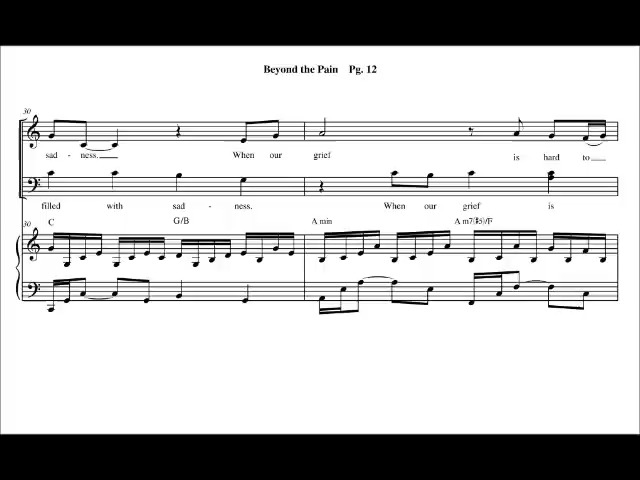 Beyond the Pain Pg. 12
30
sad - ness. When our grief is hard to
filled with sad - ness. When our grief is
30 C G/B A min A m7(♯5)/F